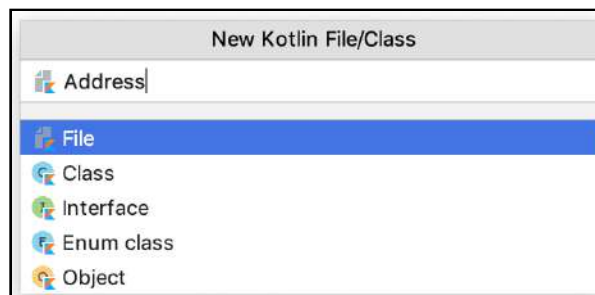 New Kotlin File/Class
Address
File
Class
Interface
Enum class
Object